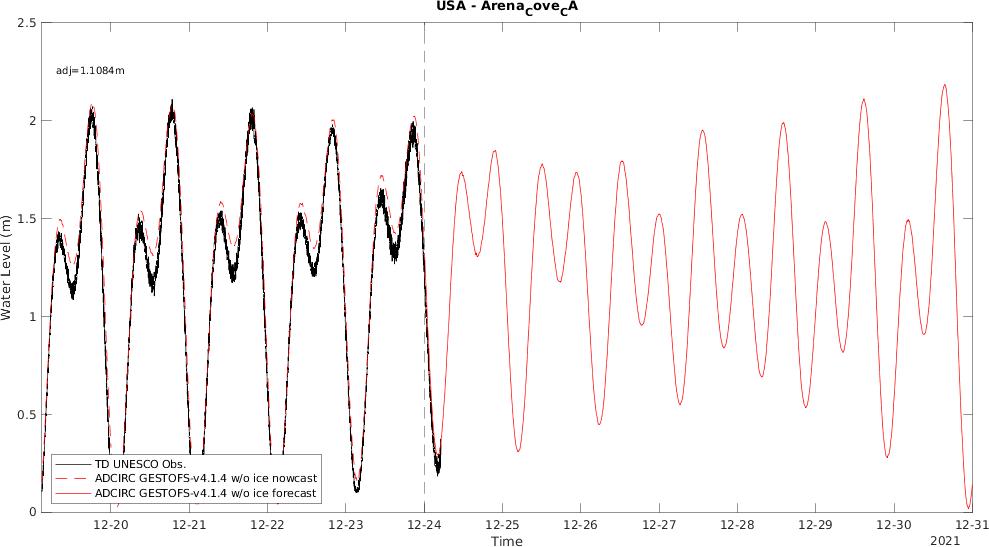 USA - ArenaCoveCA
adj=1.1084m
2.5
2
1.5
1
0.5
0
Water Level (m)
TD UNESCO Obs.
ADCIRC GESTOFS-v4.1.4 w/o ice nowcast
ADCIRC GESTOFS-v4.1.4 w/o ice forecast
12-20 12-21 12-22 12-23 12-24 12-25 12-26 12-27 12-28 12-29 12-30 12-31
Time
2021